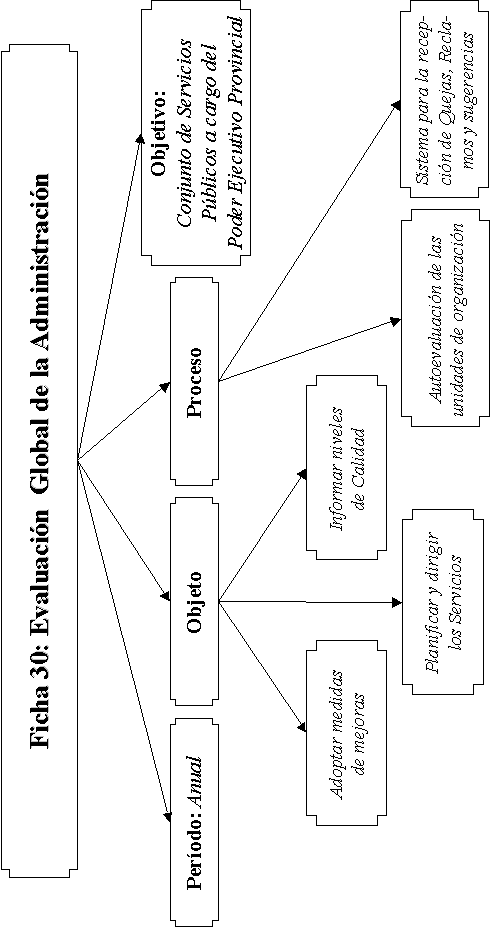 Ficha 30: Evaluación Global de la Administración
Período: Anual
Objeto
Proceso
Objetivo:
Conjunto de Servicios
Públicos a cargo del
Poder Ejecutivo Provincial
Adoptar medidas
de mejoras
Planificar y dirigir
los Servicios
Informar niveles
de Calidad
Autoevaluación de las
unidades de organización
Sistema para la recep-
ción de Quejas, Recla-
mos y sugerencias